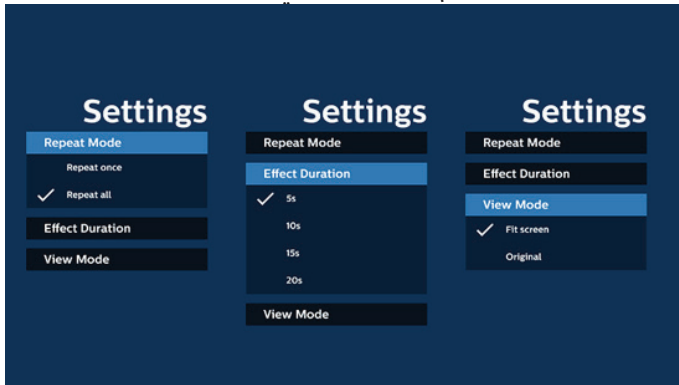 Settings
Repeat Mode
Repeat once
Repeat all
Effect Duration
View Mode
Settings
Repeat Mode
Effect Duration
5s
10s
15s
20s
View Mode
Settings
Repeat Mode
Effect Duration
View Mode
Fit screen
Original